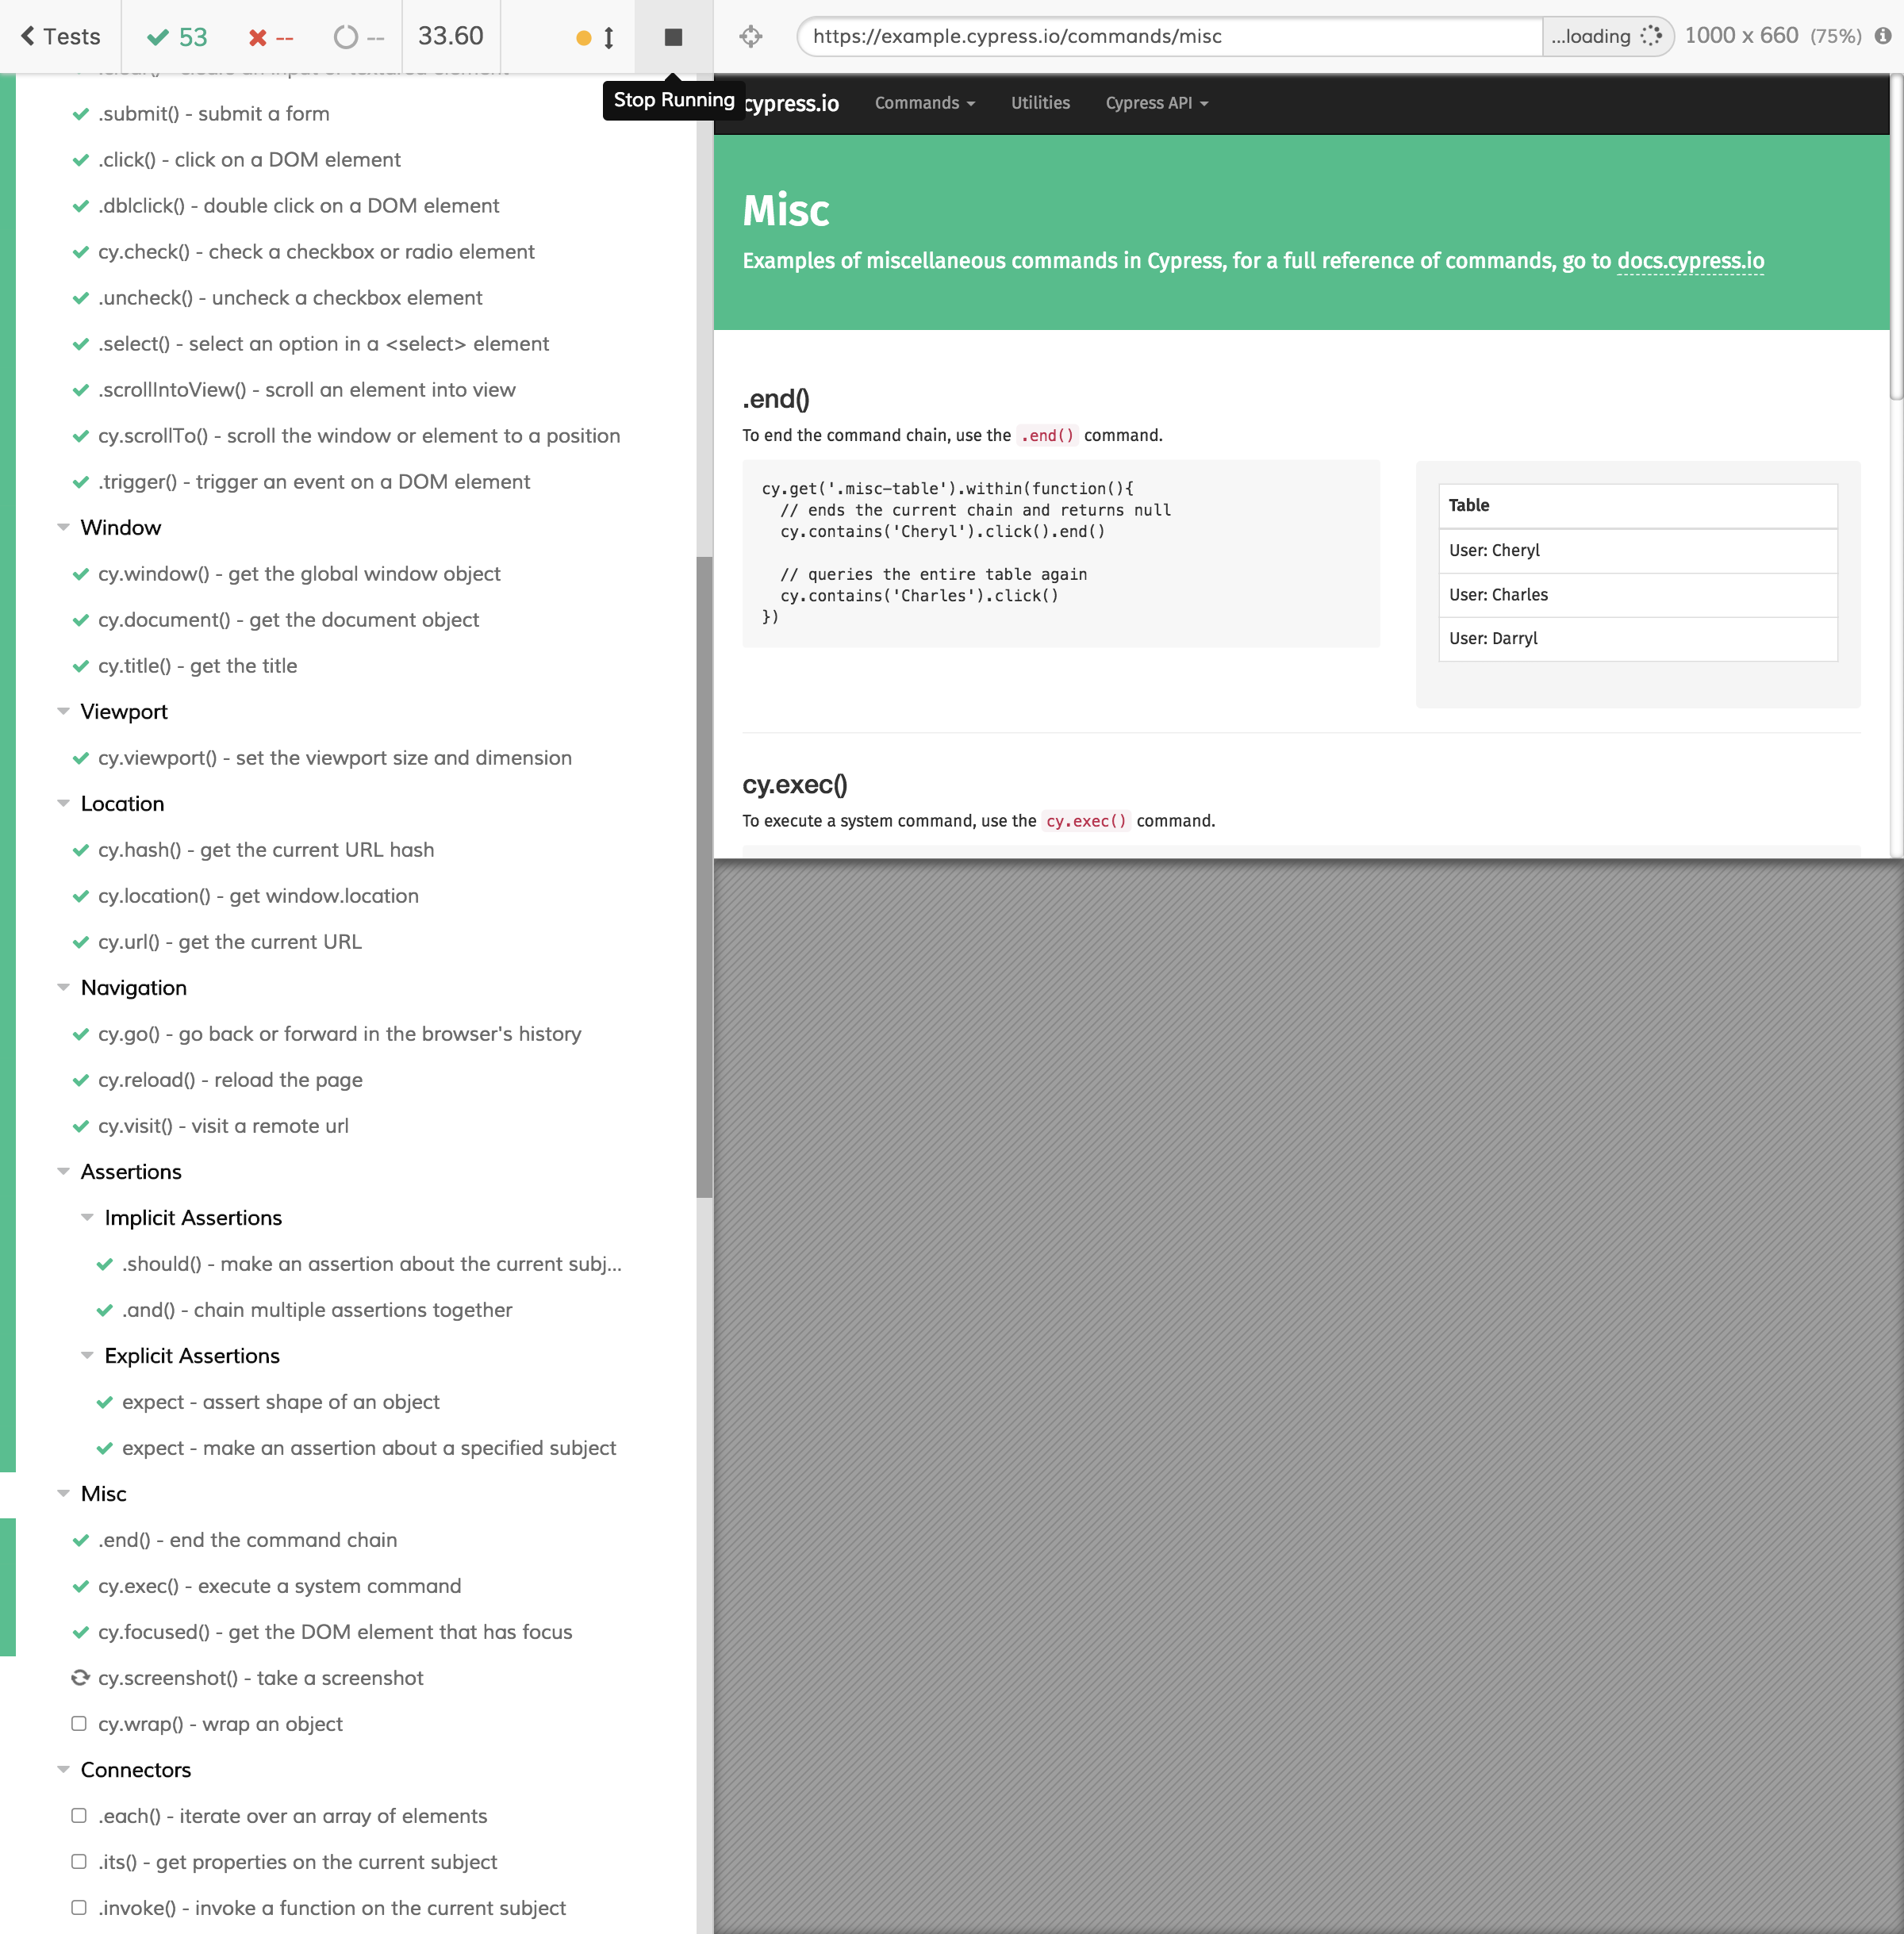 Tests
53
--
--
33.60
https://example.cypress.io/commands/misc
...loading
1000 x 660 (75%)
Stop Running
.submit() - submit a form
.click() - click on a DOM element
.dblclick() - double click on a DOM element
cy.check() - check a checkbox or radio element
.uncheck() - uncheck a checkbox element
.select() - select an option in a <select> element
.scrollIntoView() - scroll an element into view
cy.scrollTo() - scroll the window or element to a position
.trigger() - trigger an event on a DOM element
Window
cy.window() - get the global window object
cy.document() - get the document object
cy.title() - get the title
Viewport
cy.viewport() - set the viewport size and dimension
Location
cy.hash() - get the current URL hash
cy.location() - get window.location
cy.url() - get the current URL
Navigation
cy.go() - go back or forward in the browser's history
cy.reload() - reload the page
cy.visit() - visit a remote url
Assertions
Implicit Assertions
.should() - make an assertion about the current subj...
.and() - chain multiple assertions together
Explicit Assertions
expect - assert shape of an object
expect - make an assertion about a specified subject
Misc
.end() - end the command chain
cy.exec() - execute a system command
cy.focused() - get the DOM element that has focus
cy.screenshot() - take a screenshot
cy.wrap() - wrap an object
Connectors
.each() - iterate over an array of elements
.its() - get properties on the current subject
.invoke() - invoke a function on the current subject
cypress.io
Commands
Utilities
Cypress API
Misc
Examples of miscellaneous commands in Cypress, for a full reference of commands, go to docs.cypress.io
.end()
To end the command chain, use the .end() command.
cy.get('.misc-table').within(function(){
// ends the current chain and returns null
cy.contains('Cheryl').click().end()
// queries the entire table again
cy.contains('Charles').click()
})
Table
User: Cheryl
User: Charles
User: Darryl
cy.exec()
To execute a system command, use the cy.exec() command.